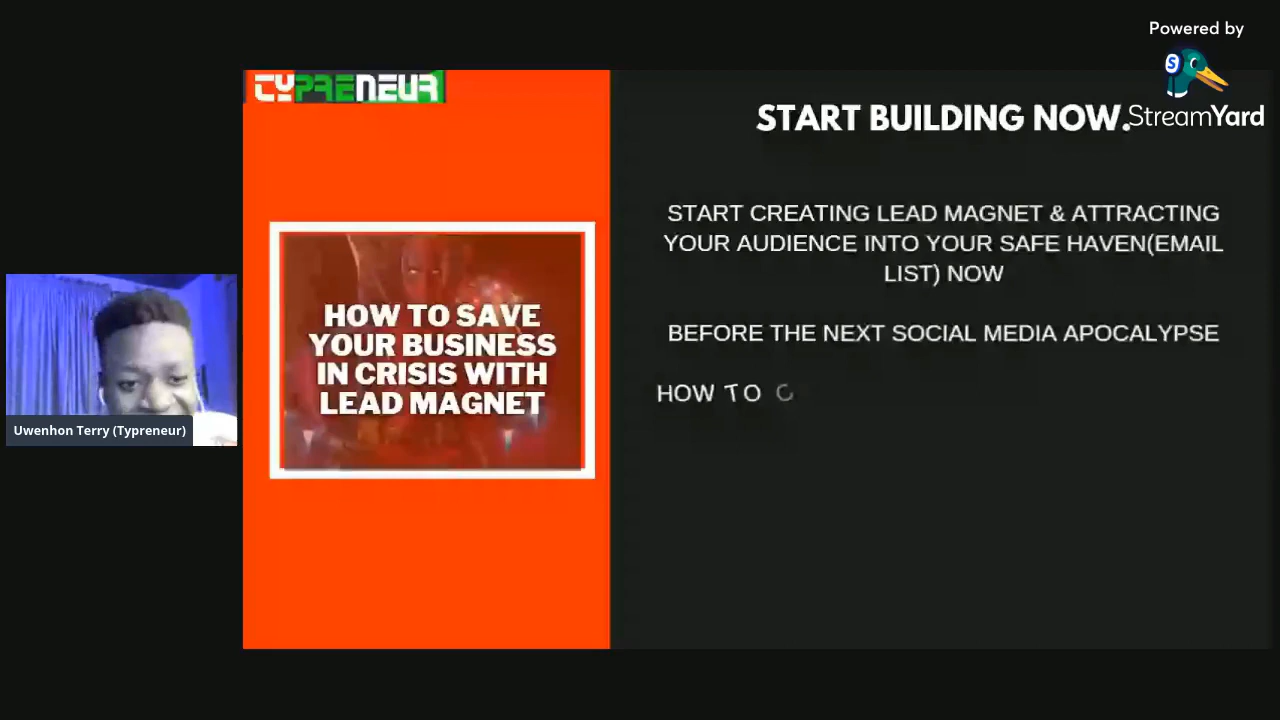 Powered by
StreamYard
TYPRENEUR
START BUILDING NOW.
START CREATING LEAD MAGNET & ATTRACTING
YOUR AUDIENCE INTO YOUR SAFE HAVEN(EMAIL
LIST) NOW
BEFORE THE NEXT SOCIAL MEDIA APOCALYPSE
HOW TO C
HOW TO SAVE
YOUR BUSINESS
IN CRISIS WITH
LEAD MAGNET
Uwenhon Terry (Typreneur)